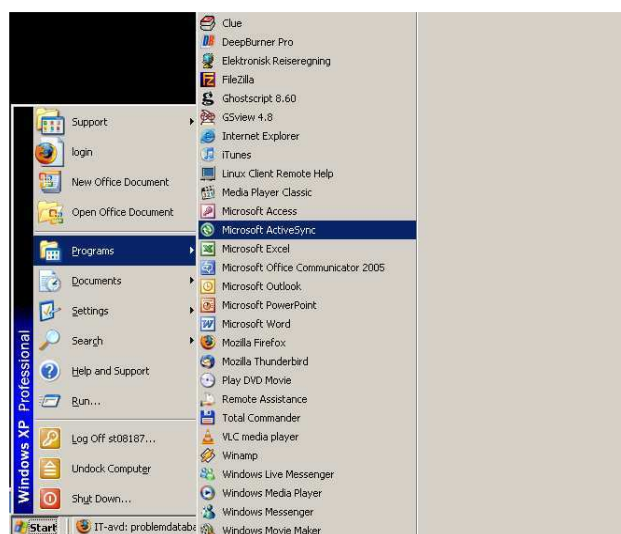 Support
login
New Office Document
Open Office Document
Programs
Documents
Settings
Search
Help and Support
Run...
Log Off st08187...
Undock Computer
Shut Down...
Windows XP Professional
Start
IT-avd: problemdataba
Clue
DeepBurner Pro
Elektronisk Reiseregning
FileZilla
Ghostscript 8.60
GSview 4.8
Internet Explorer
iTunes
Linux Client Remote Help
Media Player Classic
Microsoft Access
Microsoft ActiveSync
Microsoft Excel
Microsoft Office Communicator 2005
Microsoft Outlook
Microsoft PowerPoint
Microsoft Word
Mozilla Firefox
Mozilla Thunderbird
Play DVD Movie
Remote Assistance
Total Commander
VLC media player
Winamp
Windows Live Messenger
Windows Media Player
Windows Messenger
Windows Movie Maker